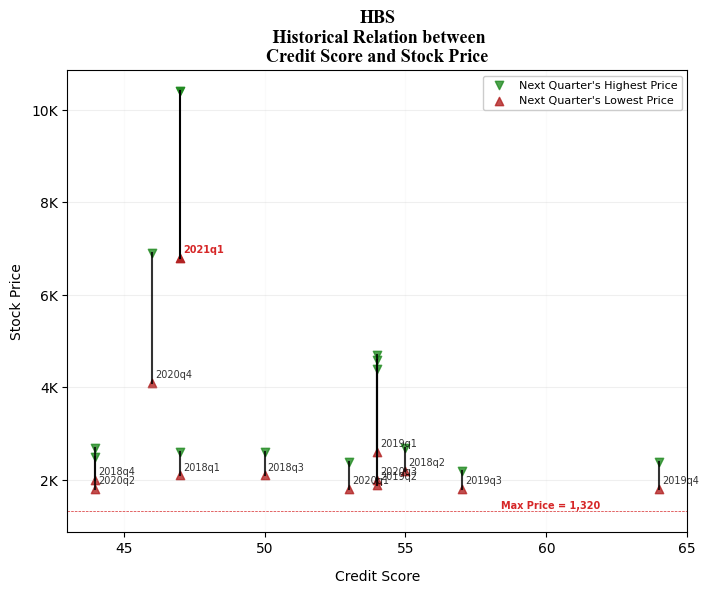 HBS
Historical Relation between
Credit Score and Stock Price
Next Quarter's Highest Price
Next Quarter's Lowest Price
10K
8K
6K
4K
2K
Stock Price
2021q1
2020q4
2019q1
2018q4
2018q1
2018q3
2018q2
2020q3
2019q2
2020q2
2020q1
2019q3
2019q4
Max Price = 1,320
45
50
55
60
65
Credit Score